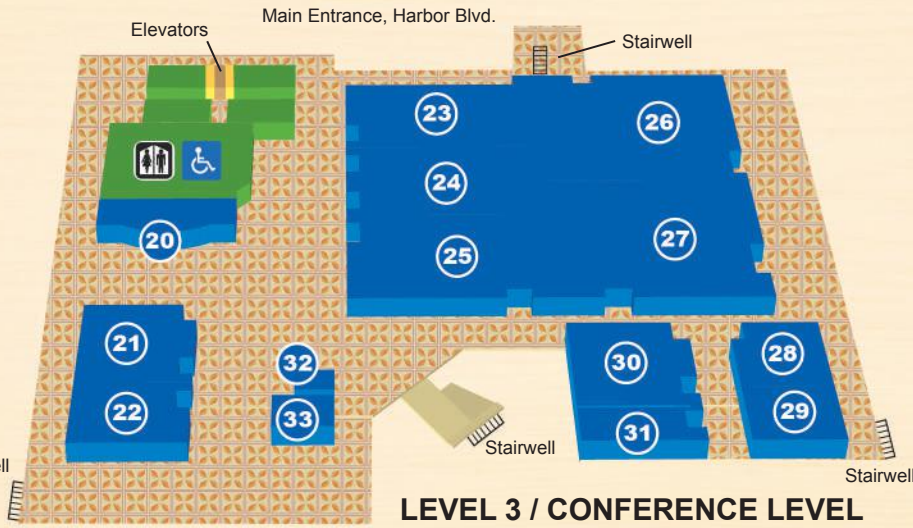 Main Entrance, Harbor Blvd.
Elevators
Stairwell
23
26
24
20
25
27
21
32
30
28
22
33
31
29
Stairwell
Stairwell
LEVEL 3 / CONFERENCE LEVEL